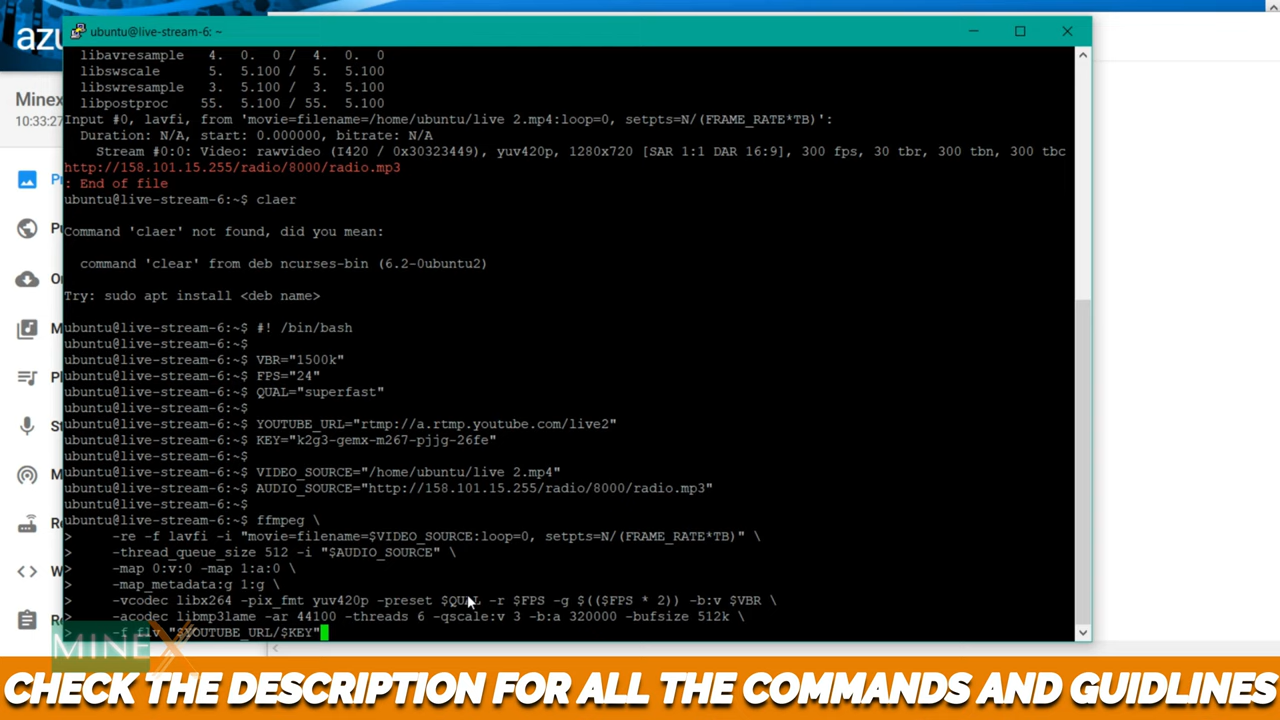 azu
ubuntu@live-stream-6: ~
Minex
10:33:27
libavresample   4.  0.  0 /  4.  0.  0
libswscale      5.  5.100 /  5.  5.100
libswresample   3.  5.100 /  3.  5.100
libpostproc    55.  5.100 / 55.  5.100
Input #0, lavfi, from 'movie=filename=/home/ubuntu/live 2.mp4:loop=0, setpts=N/(FRAME_RATE*TB)':
Duration: N/A, start: 0.000000, bitrate: N/A
Stream #0:0: Video: rawvideo (I420 / 0x30323449), yuv420p, 1280x720 [SAR 1:1 DAR 16:9], 300 fps, 30 tbr, 300 tbn, 300 tbc
http://158.101.15.255/radio/8000/radio.mp3
: End of file
ubuntu@live-stream-6:~$ claer
Command 'claer' not found, did you mean:
command 'clear' from deb ncurses-bin (6.2-0ubuntu2)
Try: sudo apt install <deb name>
ubuntu@live-stream-6:~$ #! /bin/bash
ubuntu@live-stream-6:~$
ubuntu@live-stream-6:~$ VBR="1500k"
ubuntu@live-stream-6:~$ FPS="24"
ubuntu@live-stream-6:~$ QUAL="superfast"
ubuntu@live-stream-6:~$
ubuntu@live-stream-6:~$ YOUTUBE_URL="rtmp://a.rtmp.youtube.com/live2"
ubuntu@live-stream-6:~$ KEY="k2g3-gemx-m267-pjjg-26fe"
ubuntu@live-stream-6:~$
ubuntu@live-stream-6:~$ VIDEO_SOURCE="/home/ubuntu/live 2.mp4"
ubuntu@live-stream-6:~$ AUDIO_SOURCE="http://158.101.15.255/radio/8000/radio.mp3"
ubuntu@live-stream-6:~$
ubuntu@live-stream-6:~$ ffmpeg \
>     -re -f lavfi -i "movie=filename=$VIDEO_SOURCE:loop=0, setpts=N/(FRAME_RATE*TB)" \
>     -thread_queue_size 512 -i "$AUDIO_SOURCE" \
>     -map 0:v:0 -map 1:a:0 \
>     -map_metadata:g 1:g \
>     -vcodec libx264 -pix_fmt yuv420p -preset $QUAL -r $FPS -g $(($FPS * 2)) -b:v $VBR \
>     -acodec libmp3lame -ar 44100 -threads 6 -qscale:v 3 -b:a 320000 -bufsize 512k \
>     -f flv "$YOUTUBE_URL/$KEY"
MINEX
CHECK THE DESCRIPTION FOR ALL THE COMMANDS AND GUIDLINES